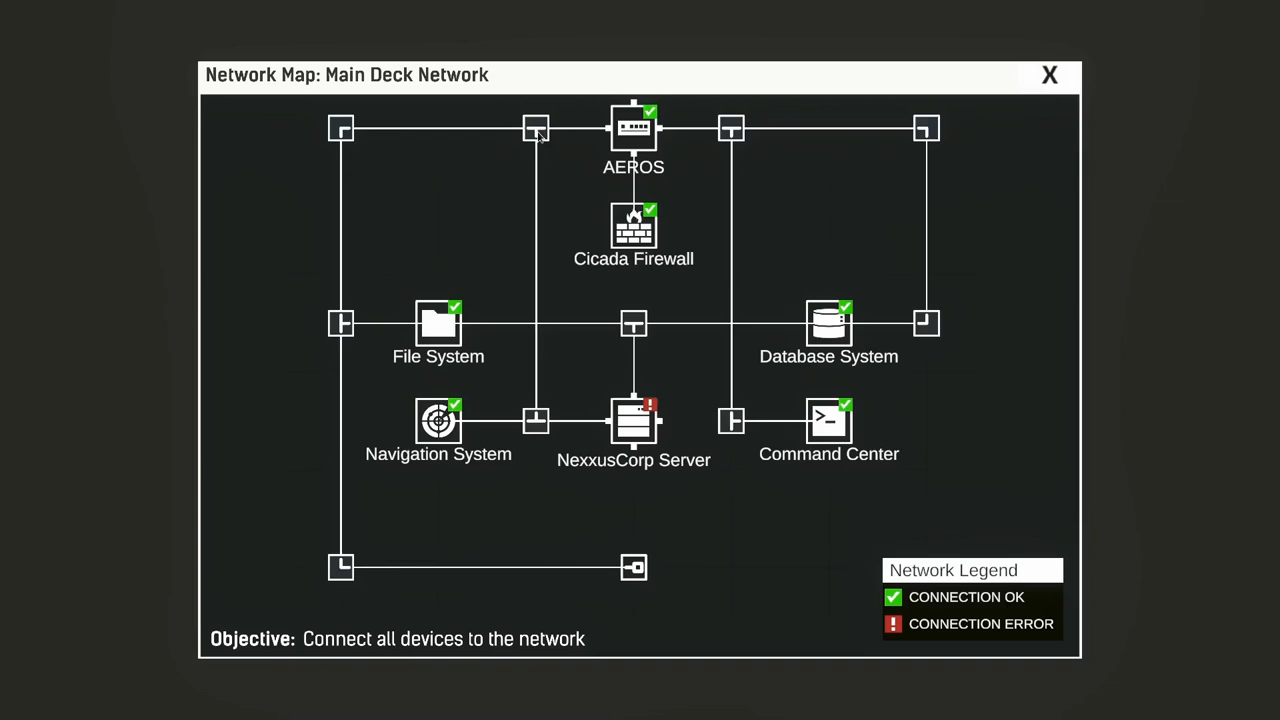 Network Map: Main Deck Network
X
AEROS
Cicada Firewall
File System
Database System
Navigation System
NexxusCorp Server
Command Center
Network Legend
CONNECTION OK
CONNECTION ERROR
Objective: Connect all devices to the network